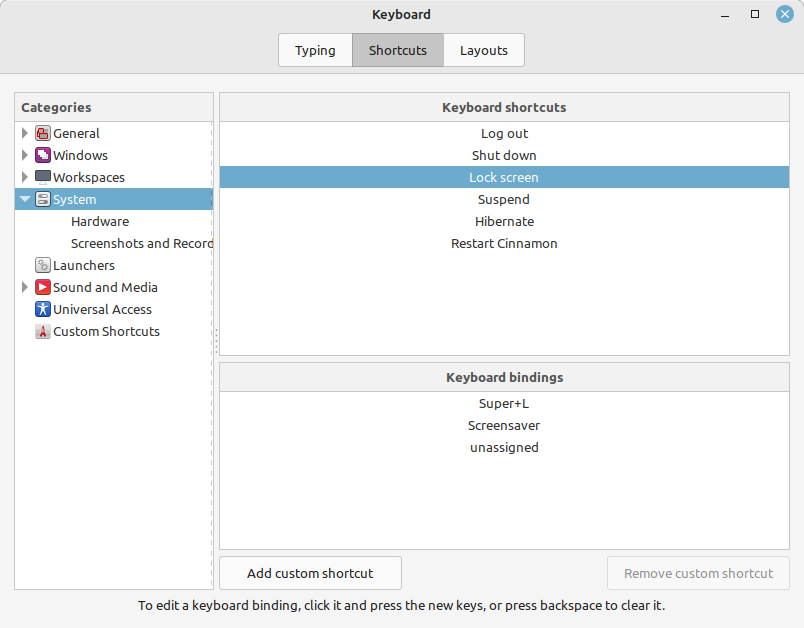 Keyboard
Typing
Shortcuts
Layouts
Categories
General
Windows
Workspaces
System
Hardware
Screenshots and Record
Launchers
Sound and Media
Universal Access
Custom Shortcuts
Keyboard shortcuts
Log out
Shut down
Lock screen
Suspend
Hibernate
Restart Cinnamon
Keyboard bindings
Super+L
Screensaver
unassigned
Add custom shortcut
Remove custom shortcut
To edit a keyboard binding, click it and press the new keys, or press backspace to clear it.